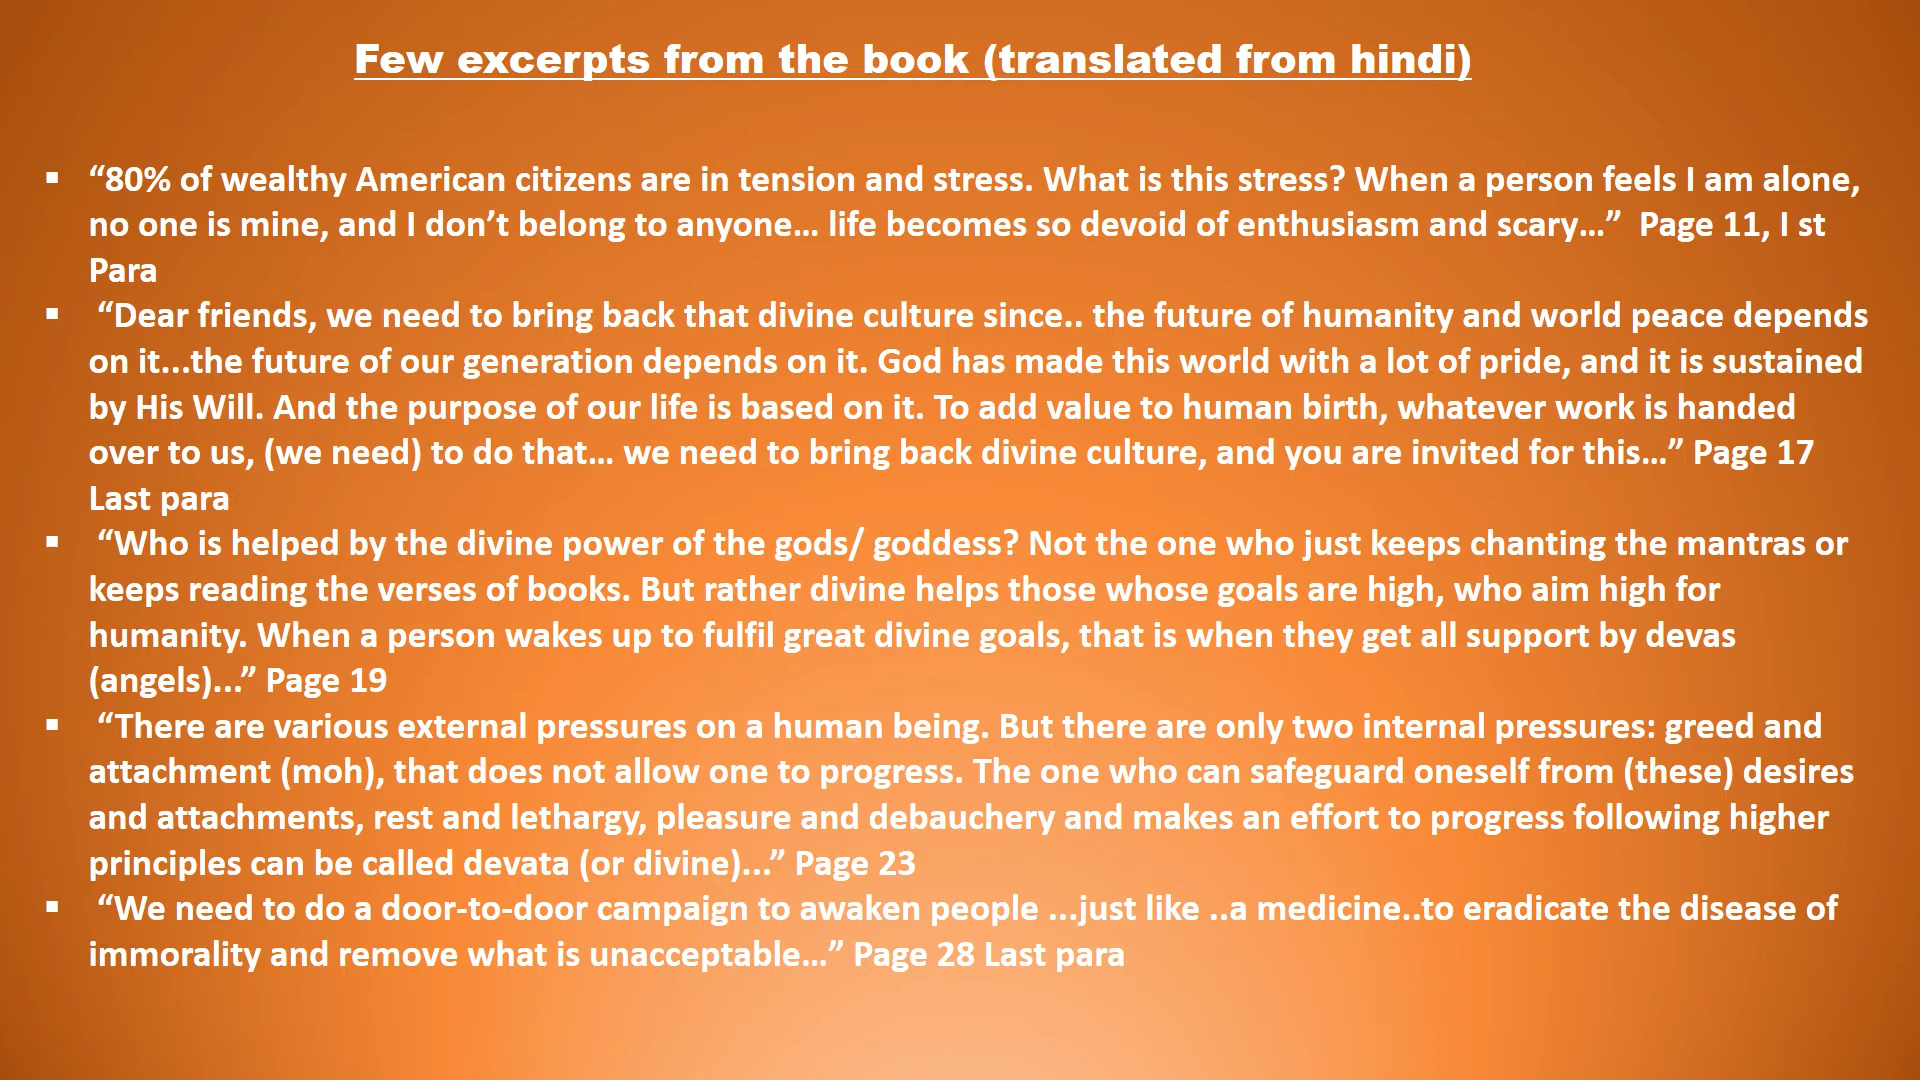 Few excerpts from the book (translated from hindi)
▪ “80% of wealthy American citizens are in tension and stress. What is this stress? When a person feels I am alone,
no one is mine, and I don’t belong to anyone… life becomes so devoid of enthusiasm and scary…” Page 11, I st
Para
▪ “Dear friends, we need to bring back that divine culture since.. the future of humanity and world peace depends
on it...the future of our generation depends on it. God has made this world with a lot of pride, and it is sustained
by His Will. And the purpose of our life is based on it. To add value to human birth, whatever work is handed
over to us, (we need) to do that… we need to bring back divine culture, and you are invited for this…” Page 17
Last para
▪ “Who is helped by the divine power of the gods/ goddess? Not the one who just keeps chanting the mantras or
keeps reading the verses of books. But rather divine helps those whose goals are high, who aim high for
humanity. When a person wakes up to fulfil great divine goals, that is when they get all support by devas
(angels)...” Page 19
▪ “There are various external pressures on a human being. But there are only two internal pressures: greed and
attachment (moh), that does not allow one to progress. The one who can safeguard oneself from (these) desires
and attachments, rest and lethargy, pleasure and debauchery and makes an effort to progress following higher
principles can be called devata (or divine)...” Page 23
▪ “We need to do a door-to-door campaign to awaken people ...just like ..a medicine..to eradicate the disease of
immorality and remove what is unacceptable…” Page 28 Last para